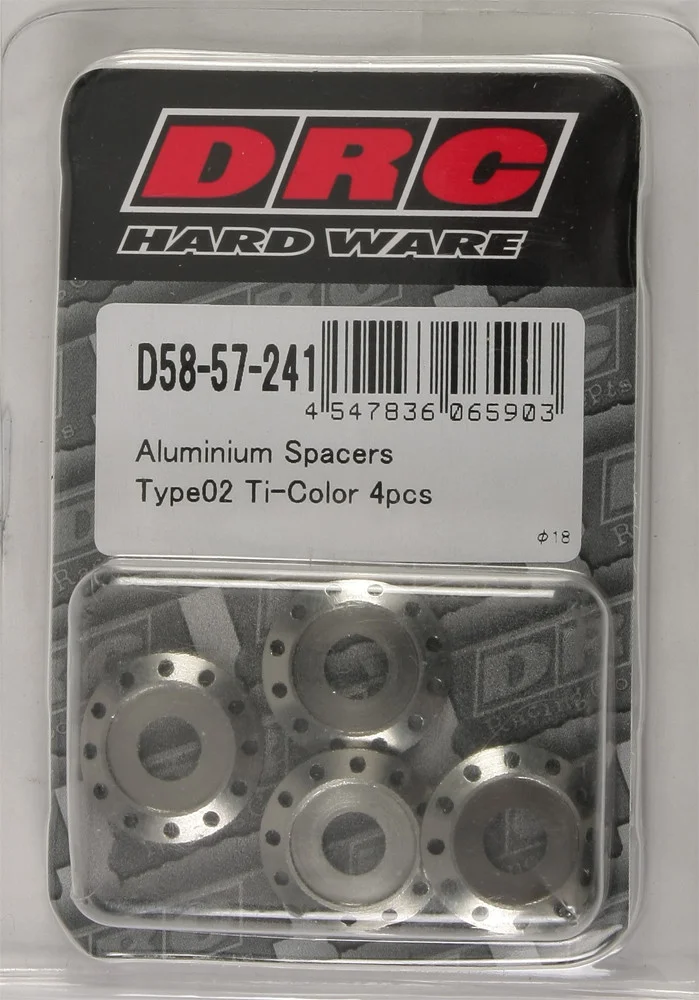 DRC
HARD WARE
D58-57-241
4 547836 065903
Aluminium Spacers
Type02 Ti-Color 4pcs
φ18